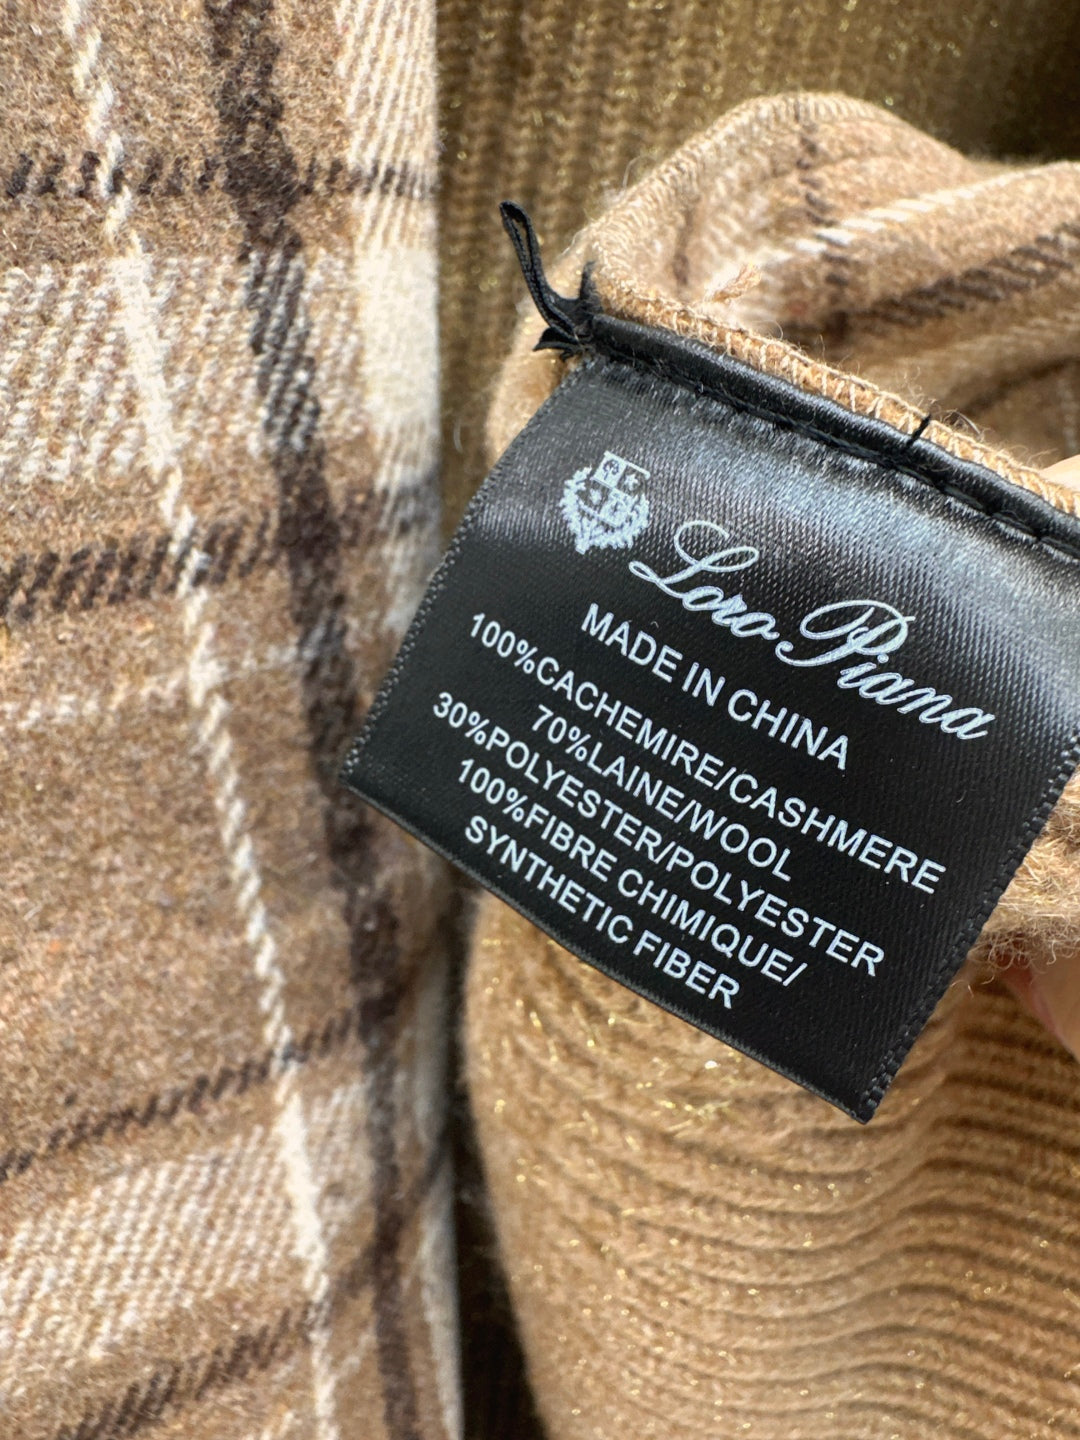 Loro Piana
MADE IN CHINA
100%CACHEMIRE/CASHMERE
70%LAINE/WOOL
30%POLYESTER/POLYESTER
100%FIBRE CHIMIQUE/
SYNTHETIC FIBER